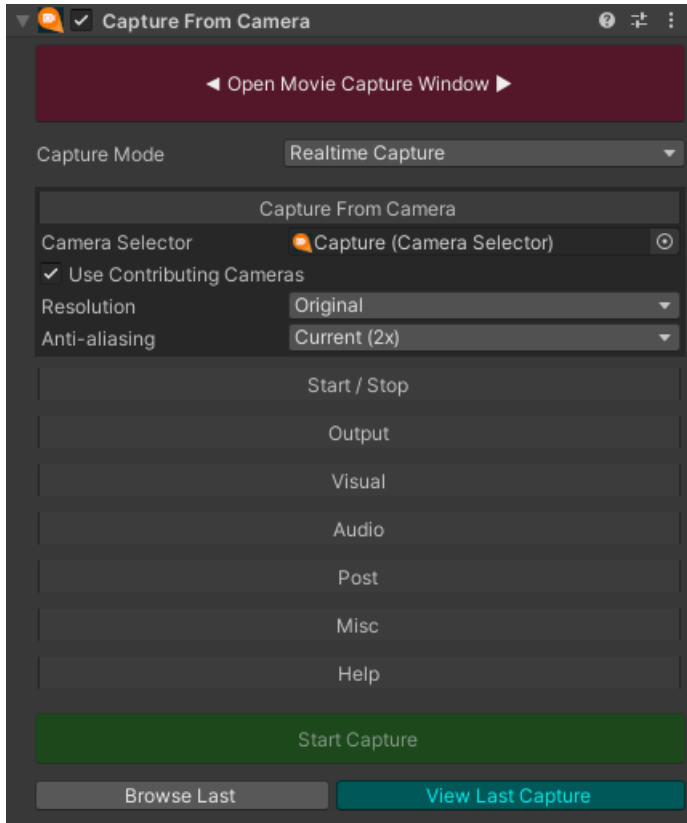 Capture From Camera
◀ Open Movie Capture Window ▶
Capture Mode Realtime Capture
Capture From Camera
Camera Selector Capture (Camera Selector)
Use Contributing Cameras
Resolution Original
Anti-aliasing Current (2x)
Start / Stop
Output
Visual
Audio
Post
Misc
Help
Start Capture
Browse Last View Last Capture